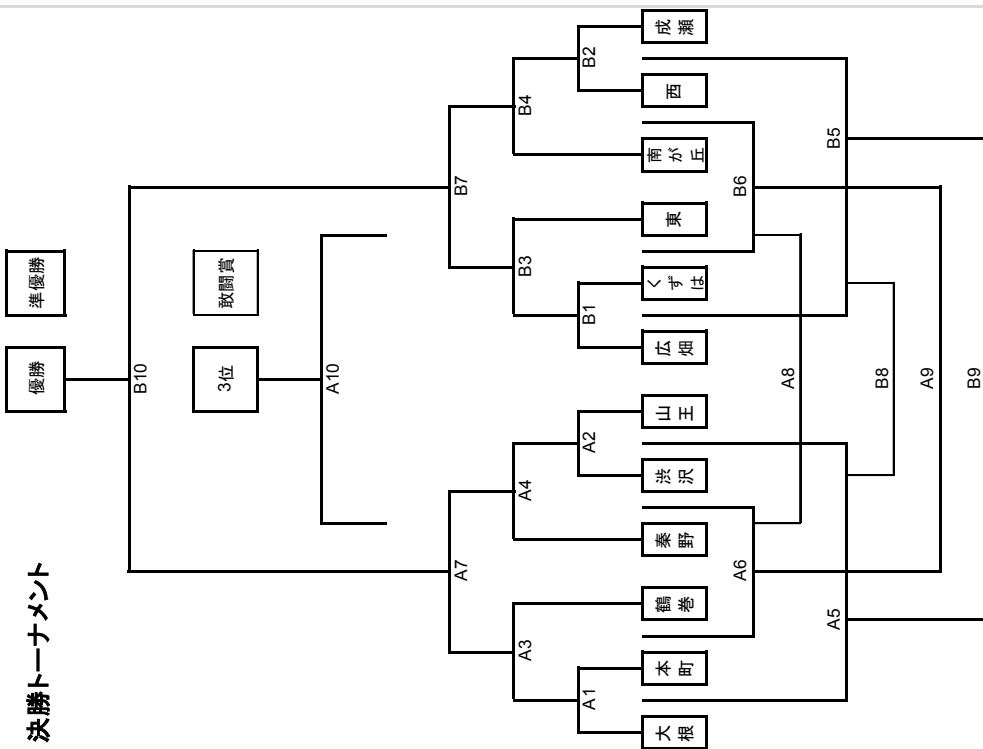 決勝トーナメント
優勝
準優勝
B10
3位
敢闘賞
A10
A7
B7
A3
A4
B3
B4
A1
A2
B1
B2
大根
本町
鶴巻
秦野
渋沢
山王
広畑
くずは
東
南が丘
西
成瀬
A6
B6
A8
A5
B5
B8
A9
B9